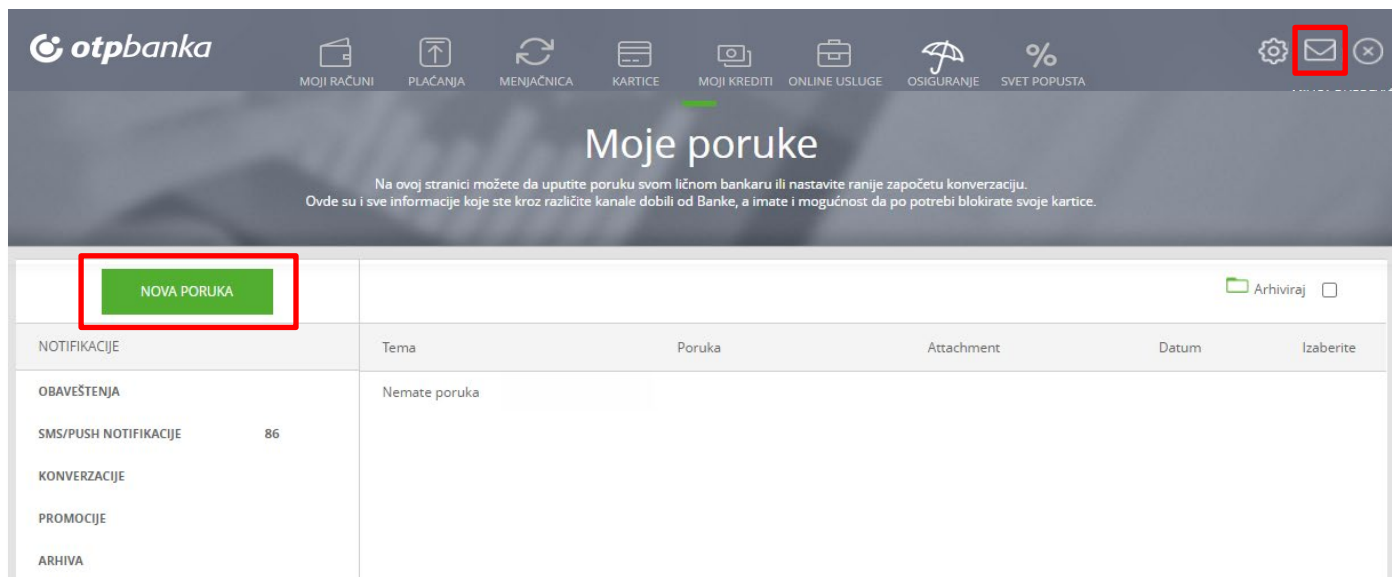 otpbanka
MOJI RAČUNI PLAĆANJA MENJAČNICA KARTICE MOJI KREDITI ONLINE USLUGE OSIGURANJE SVET POPUSTA
Moje poruke
Na ovoj stranici možete da uputite poruku svom ličnom bankaru ili nastavite ranije započetu konverzaciju.
Ovde su i sve informacije koje ste kroz različite kanale dobili od Banke, a imate i mogućnost da po potrebi blokirate svoje kartice.
NOVA PORUKA Arhiviraj
NOTIFIKACIJE Tema Poruka Attachment Datum Izaberite
OBAVEŠTENJA Nemate poruka
SMS/PUSH NOTIFIKACIJE 86
KONVERZACIJE
PROMOCIJE
ARHIVA